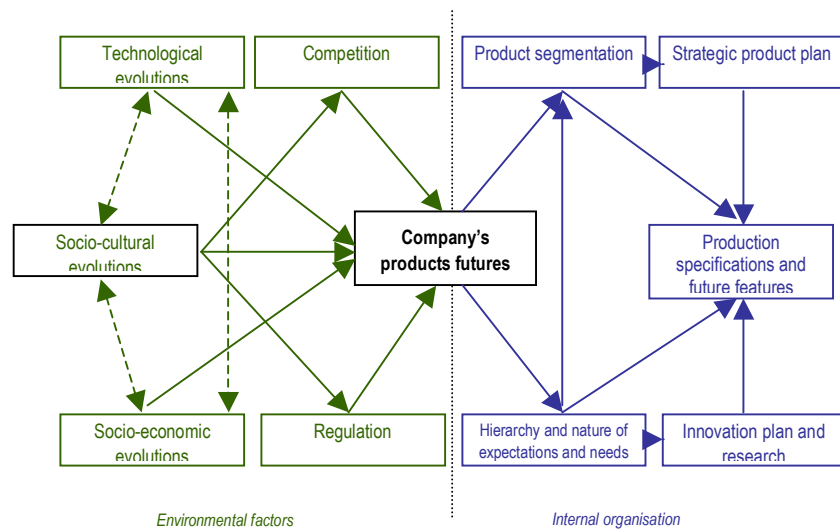 Technological
evolutions
Competition
Product segmentation
Strategic product plan
Socio-cultural
evolutions
Company's
products futures
Production
specifications and
future features
Socio-economic
evolutions
Regulation
Hierarchy and nature of
expectations and needs
Innovation plan and
research
Environmental factors
Internal organisation